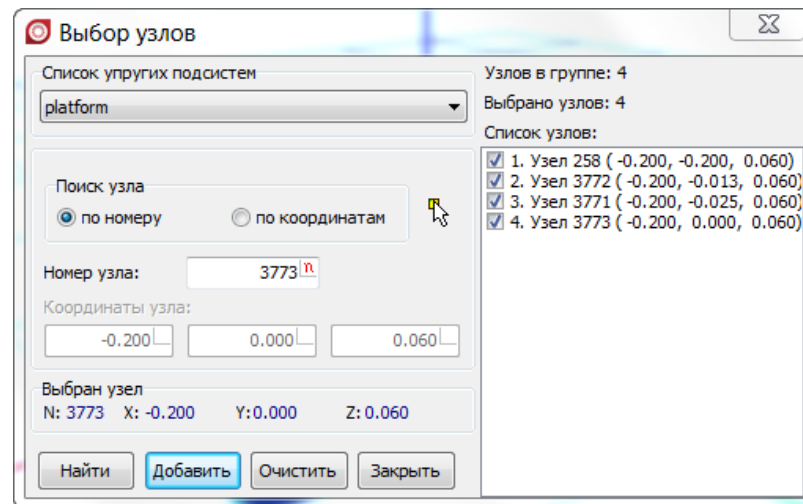 Выбор узлов
Список упругих подсистем
platform
Поиск узла
по номеру
по координатам
Номер узла:
3773 n
Координаты узла:
-0.200
0.000
0.060
Выбран узел
N: 3773 X: -0.200 Y:0.000 Z: 0.060
Найти
Добавить
Очистить
Закрыть
Узлов в группе: 4
Выбрано узлов: 4
Список узлов:
1. Узел 258 ( -0.200, -0.200, 0.060)
2. Узел 3772 ( -0.200, -0.013, 0.060)
3. Узел 3771 ( -0.200, -0.025, 0.060)
4. Узел 3773 ( -0.200, 0.000, 0.060)